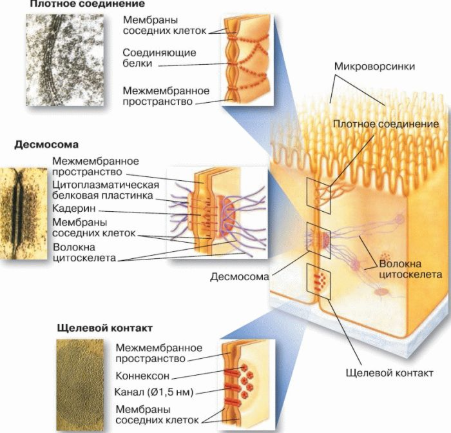 Плотное соединение
Мембраны
соседних клеток
Соединяющие
белки
Межмембранное
пространство
Микроворсинки
Плотное соединение
Десмосома
Межмембранное
пространство
Цитоплазматическая
белковая пластинка
Кадерин
Мембраны
соседних клеток
Волокна
цитоскелета
Десмосома
Волокна
цитоскелета
Щелевой контакт
Щелевой контакт
Межмембранное
пространство
Коннексон
Канал (Ø1,5 нм)
Мембраны
соседних клеток